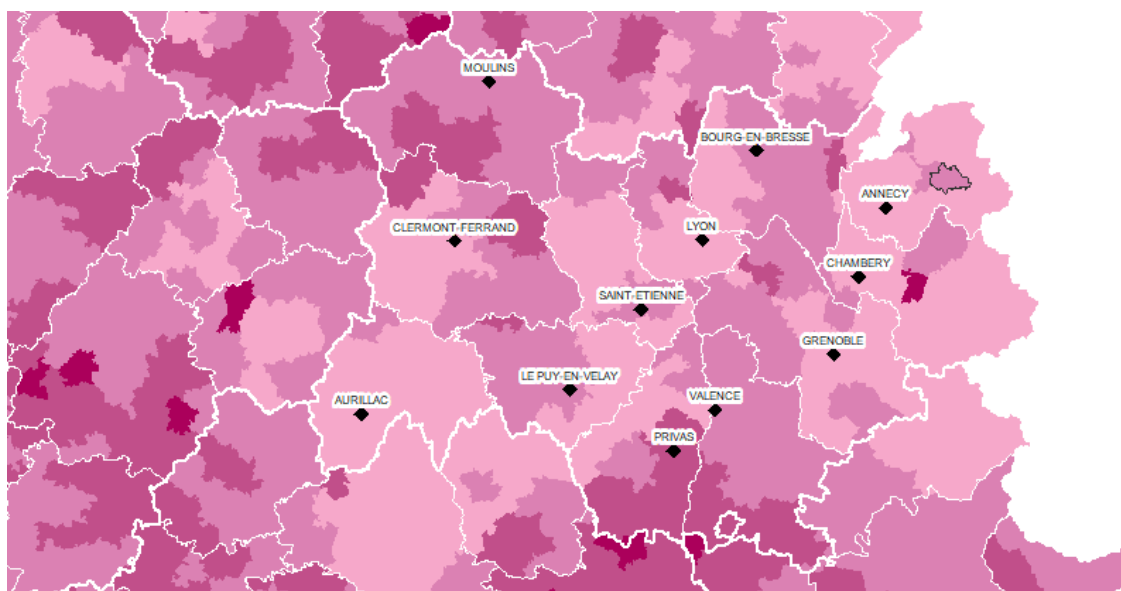 MOULINS
BOURG-EN-BRESSE
ANNECY
CLERMONT-FERRAND
LYON
CHAMBERY
SAINT-ETIENNE
GRENOBLE
LE PUY-EN-VELAY
AURILLAC
VALENCE
PRIVAS